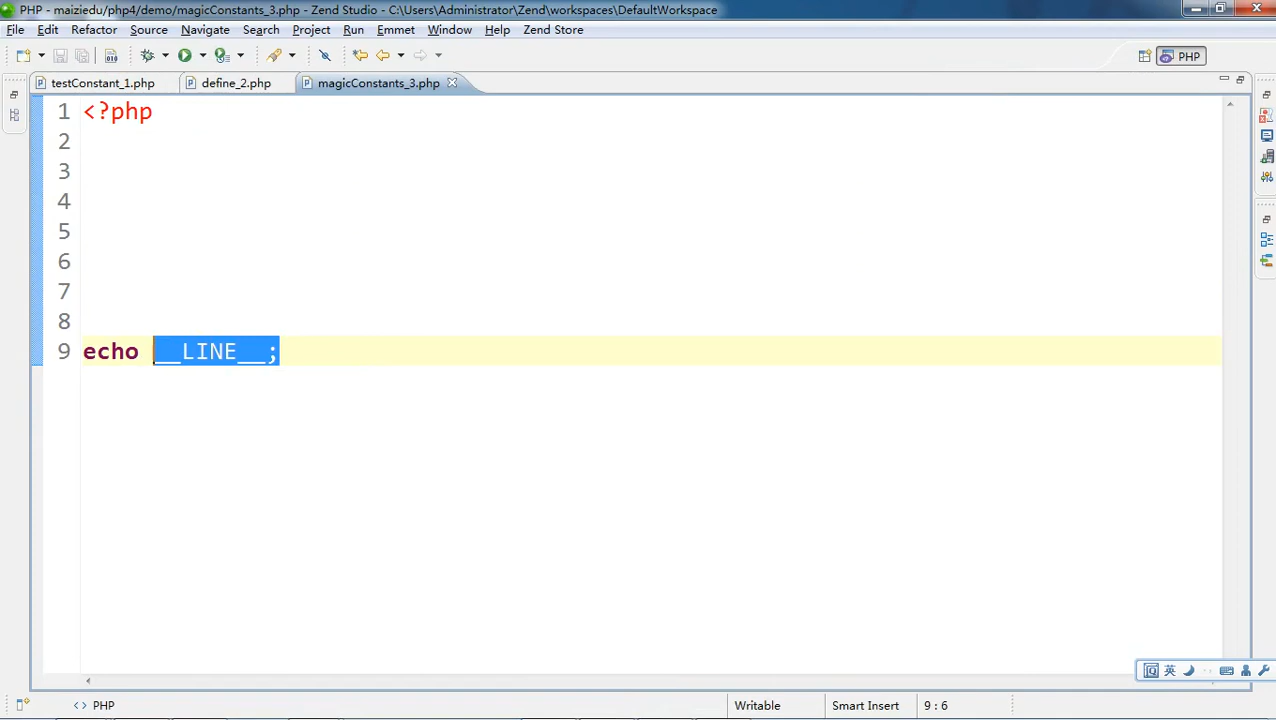 PHP - maiziedu/php4/demo/magicConstants_3.php - Zend Studio - C:\Users\Administrator\Zend\workspaces\DefaultWorkspace
File Edit Refactor Source Navigate Search Project Run Emmet Window Help Zend Store
PHP
testConstant_1.php define_2.php magicConstants_3.php
1 <?php
2
3
4
5
6
7
8
9 echo __LINE__;
英
<> PHP Writable Smart Insert 9 : 6